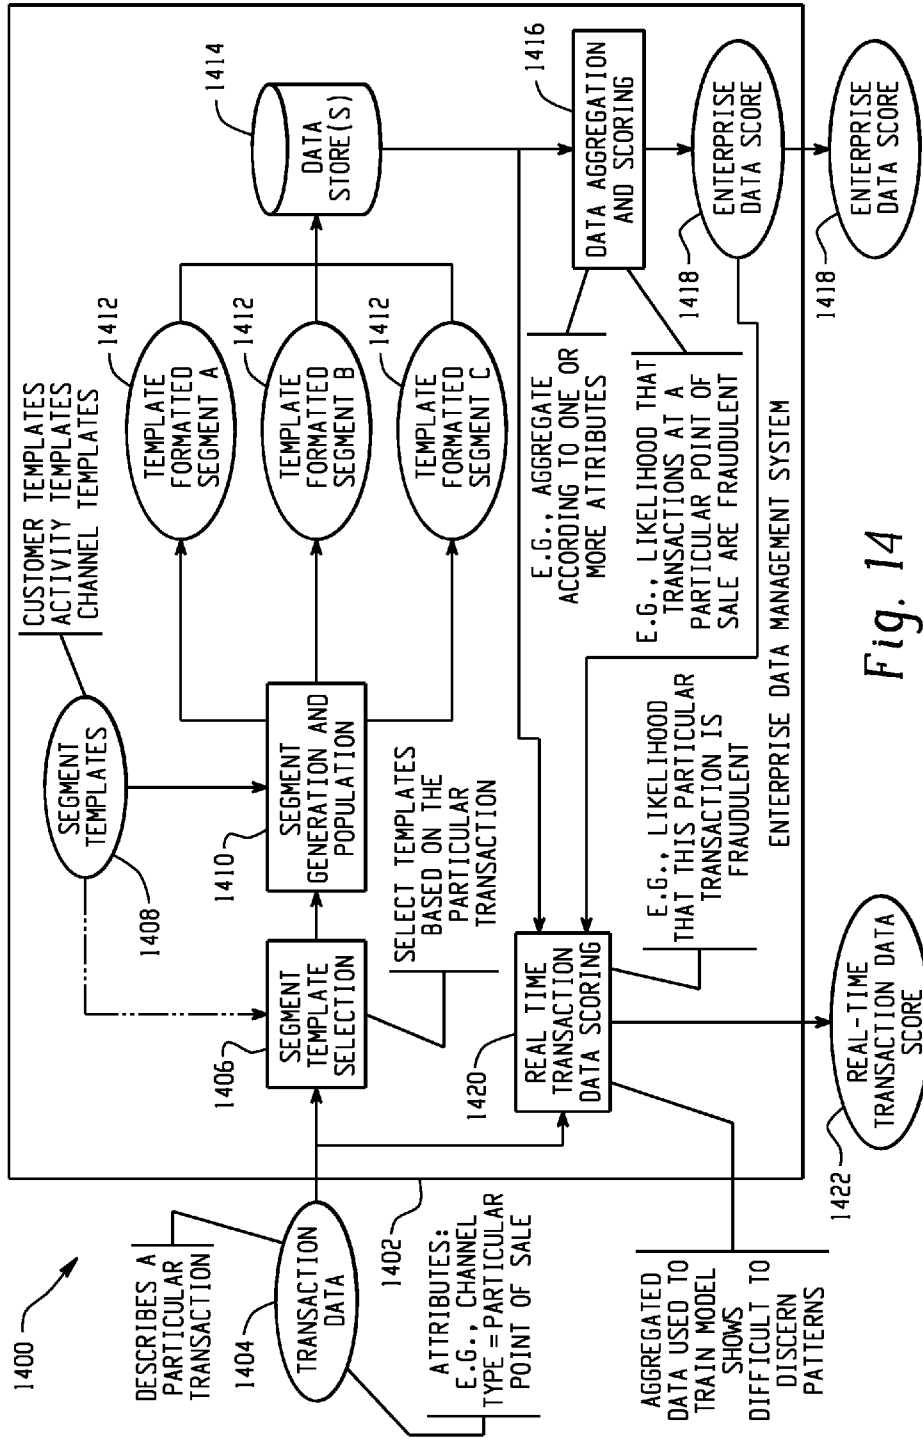 1400
DESCRIBES A
PARTICULAR
TRANSACTION
1404
TRANSACTION
DATA
ATTRIBUTES:
E.G., CHANNEL
TYPE = PARTICULAR
POINT OF SALE
1402
CUSTOMER TEMPLATES
ACTIVITY TEMPLATES
CHANNEL TEMPLATES
SEGMENT
TEMPLATES
1408
1406
SEGMENT
TEMPLATE
SELECTION
SELECT TEMPLATES
BASED ON THE
PARTICULAR
TRANSACTION
1410
SEGMENT
GENERATION AND
POPULATION
1412
TEMPLATE
FORMATTED
SEGMENT A
1412
TEMPLATE
FORMATTED
SEGMENT B
1412
TEMPLATE
FORMATTED
SEGMENT C
1414
DATA
STORE(S)
1416
DATA AGGREGATION
AND SCORING
E.G., AGGREGATE
ACCORDING TO ONE OR
MORE ATTRIBUTES
E.G., LIKELIHOOD THAT
TRANSACTIONS AT A
PARTICULAR POINT OF
SALE ARE FRAUDULENT
1418
ENTERPRISE
DATA SCORE
1418
ENTERPRISE
DATA SCORE
1420
REAL TIME
TRANSACTION
DATA SCORING
E.G., LIKELIHOOD
THAT THIS PARTICULAR
TRANSACTION IS
FRAUDULENT
ENTERPRISE DATA MANAGEMENT SYSTEM
AGGREGATED
DATA USED TO
TRAIN MODEL
SHOWS
DIFFICULT TO
DISCERN
PATTERNS
1422
REAL-TIME
TRANSACTION DATA
SCORE
Fig. 14